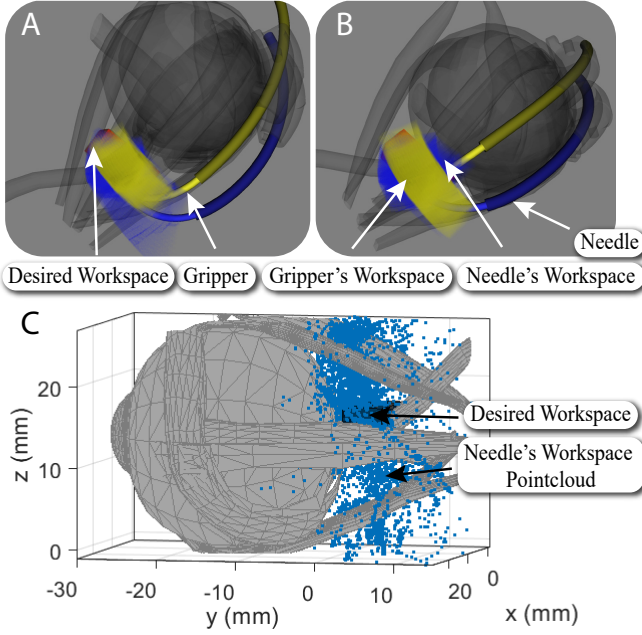 A
B
Needle
Desired Workspace
Gripper
Gripper's Workspace
Needle's Workspace
C
Desired Workspace
Needle's Workspace
Pointcloud
z (mm)
20
10
0
-30
-20
-10
0
10
20
0
y (mm)
x (mm)